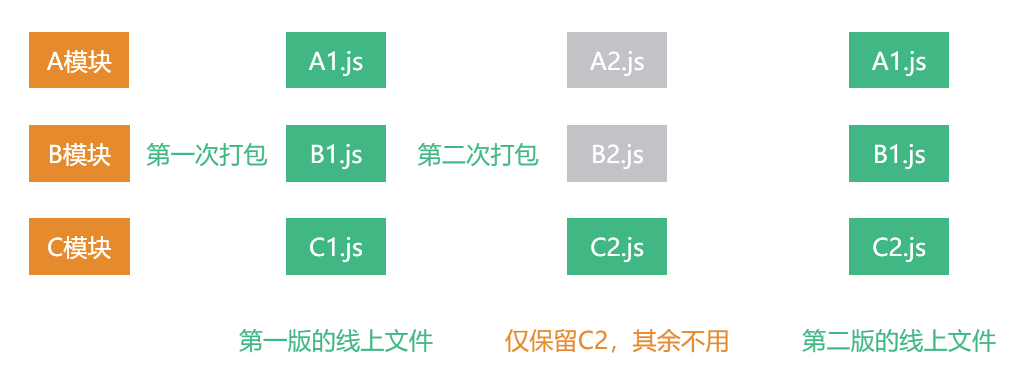 A模块
A1.js
A2.js
A1.js
B模块
第一次打包
B1.js
第二次打包
B2.js
B1.js
C模块
C1.js
C2.js
C2.js
第一版的线上文件
仅保留C2，其余不用
第二版的线上文件